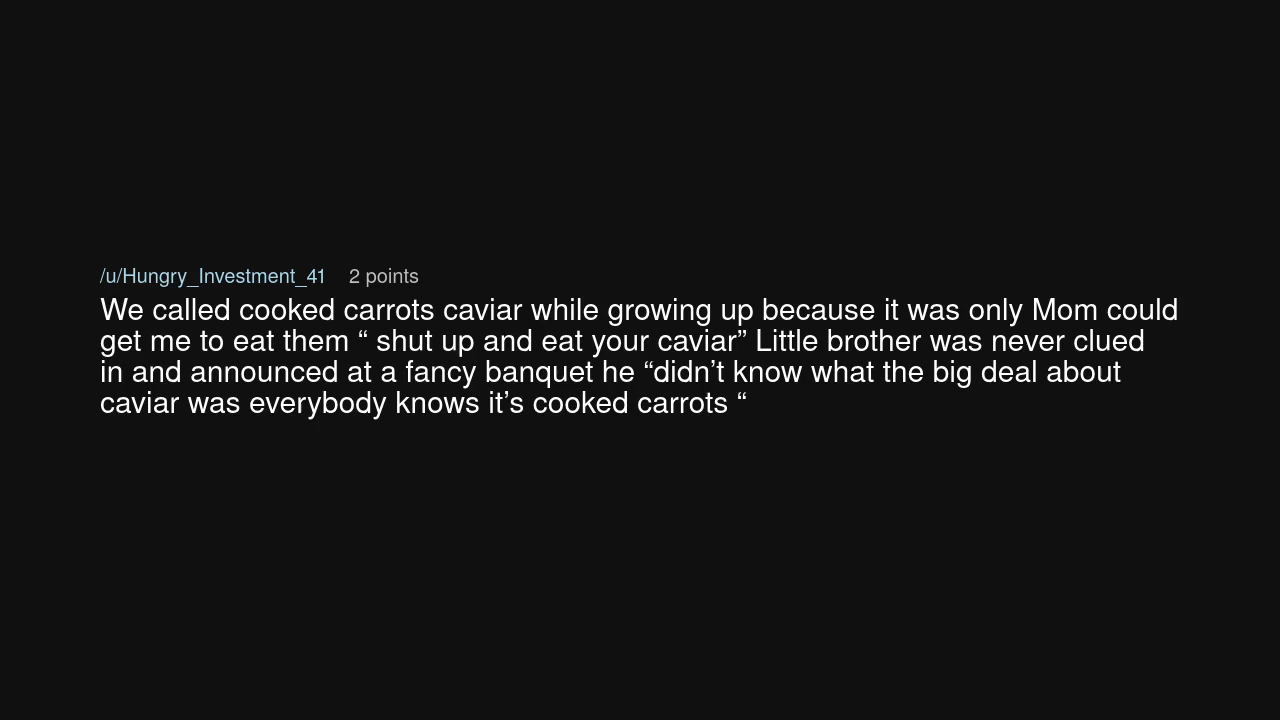 /u/Hungry_Investment_41 2 points
We called cooked carrots caviar while growing up because it was only Mom could
get me to eat them “ shut up and eat your caviar” Little brother was never clued
in and announced at a fancy banquet he “didn’t know what the big deal about
caviar was everybody knows it’s cooked carrots “